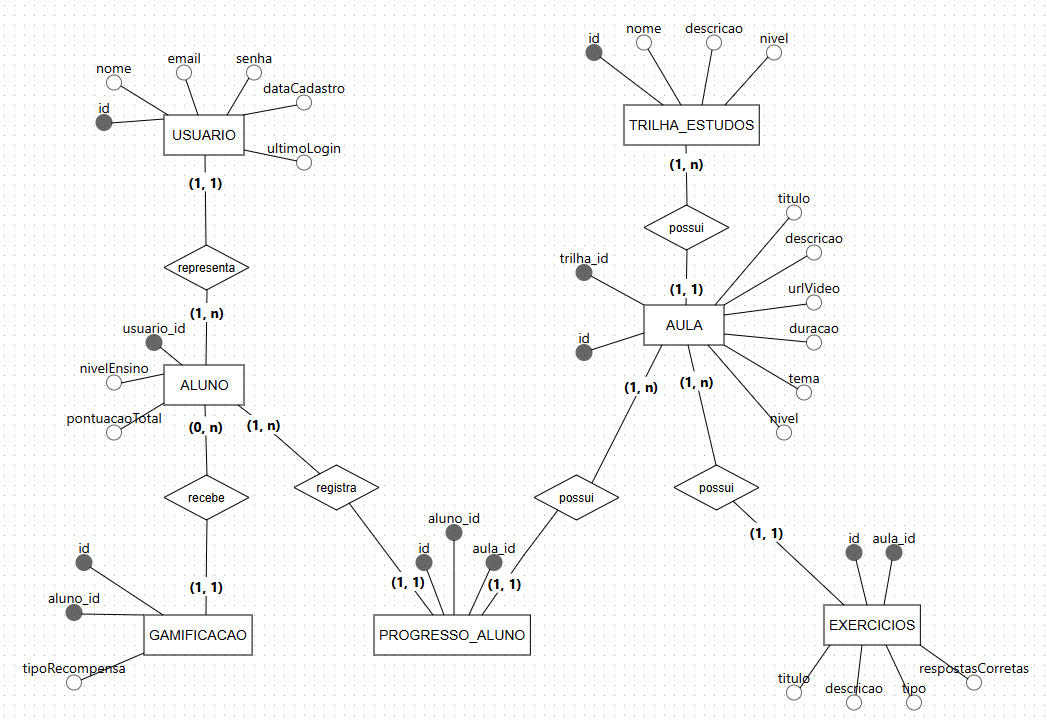 nome
email
senha
dataCadastro
id
USUARIO
ultimoLogin
(1, 1)
representa
(1, n)
usuario_id
nivelEnsino
ALUNO
pontuacaoTotal
(0, n)
(1, n)
recebe
registra
id
aluno_id
(1, 1)
GAMIFICACAO
tipoRecompensa
aluno_id
id
aula_id
(1, 1)
(1, 1)
PROGRESSO_ALUNO
id
nome
descricao
nivel
TRILHA_ESTUDOS
(1, n)
possui
(1, 1)
trilha_id
id
AULA
titulo
descricao
urlVideo
duracao
tema
nivel
(1, n)
(1, n)
possui
possui
(1, 1)
id
aula_id
EXERCICIOS
titulo
descricao
tipo
respostasCorretas